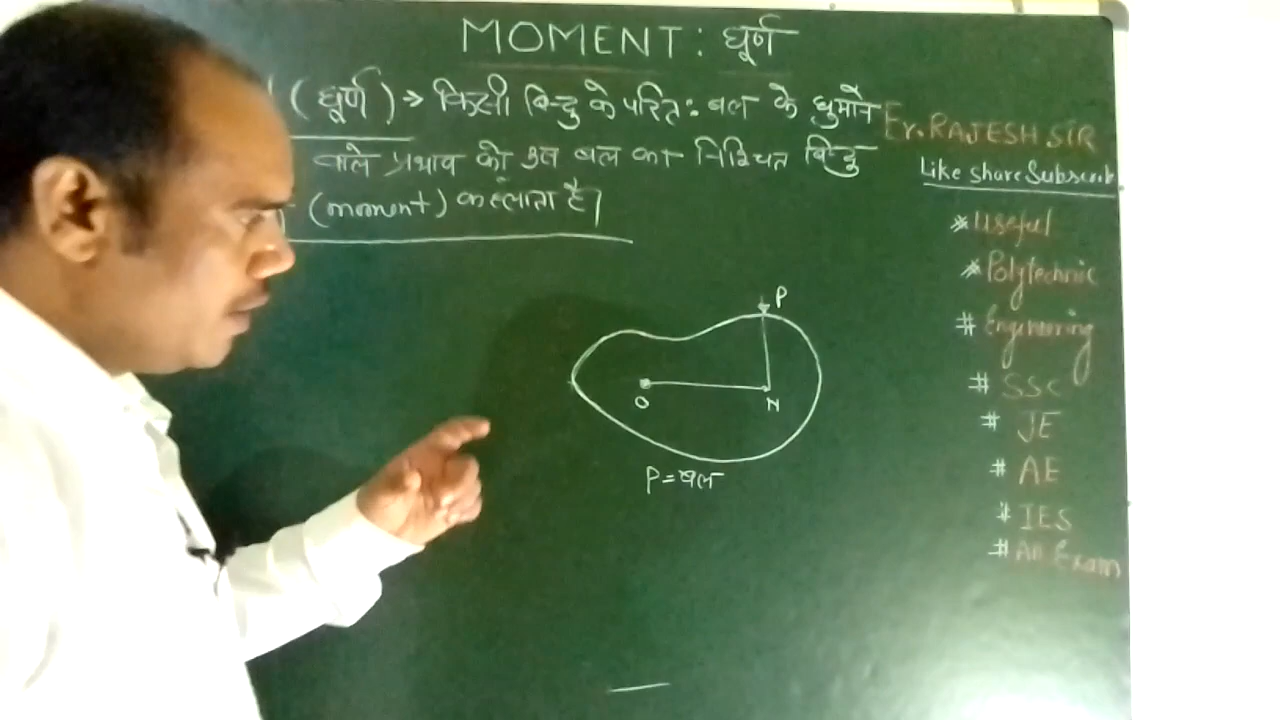 MOMENT : घूर्ण
( घूर्ण ) → किसी बिन्दु के परितः बल के घुमाने
वाले प्रभाव को उस बल का निश्चित बिन्दु
(moment) कहलाता है।
Er. RAJESH SIR
Like share Subscrib
* Useful
* Polytechnic
# Engineering
# SSC
# JE
# AE
# IES
# All Exam
P
O
N
P = बल